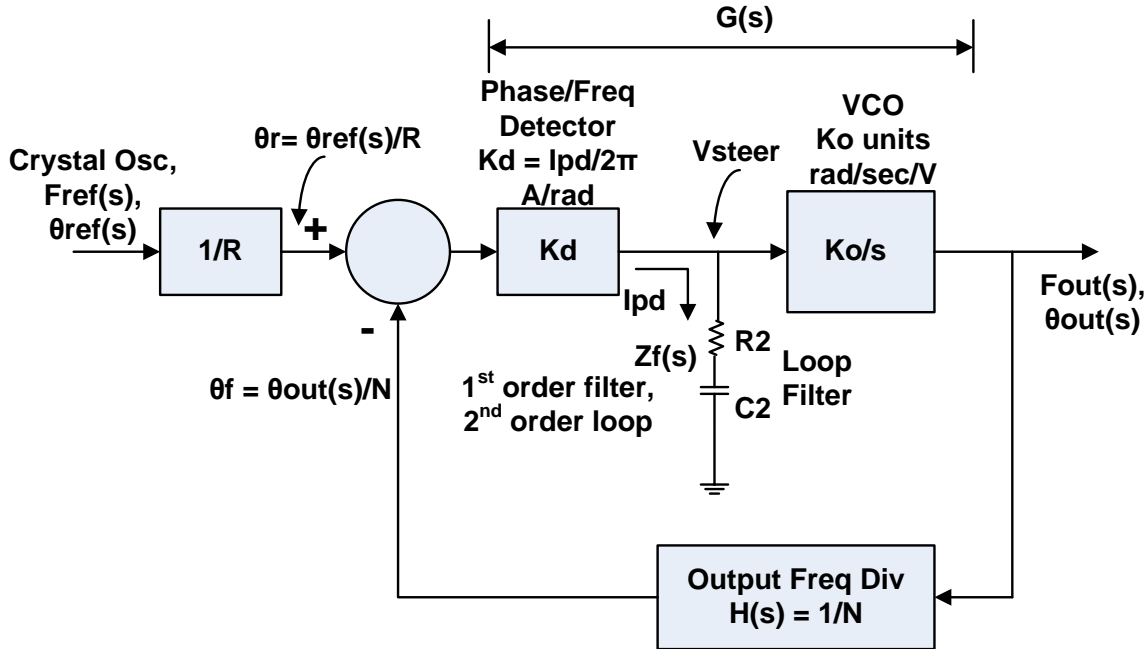 G(s)
Phase/Freq
Detector
Kd = Ipd/2π
A/rad
VCO
Ko units
rad/sec/V
θr= θref(s)/R
Vsteer
Crystal Osc,
Fref(s),
θref(s)
1/R
+
-
Kd
Ko/s
Ipd
Fout(s),
θout(s)
Zf(s)
R2
C2
Loop
Filter
θf = θout(s)/N
1st order filter,
2nd order loop
Output Freq Div
H(s) = 1/N